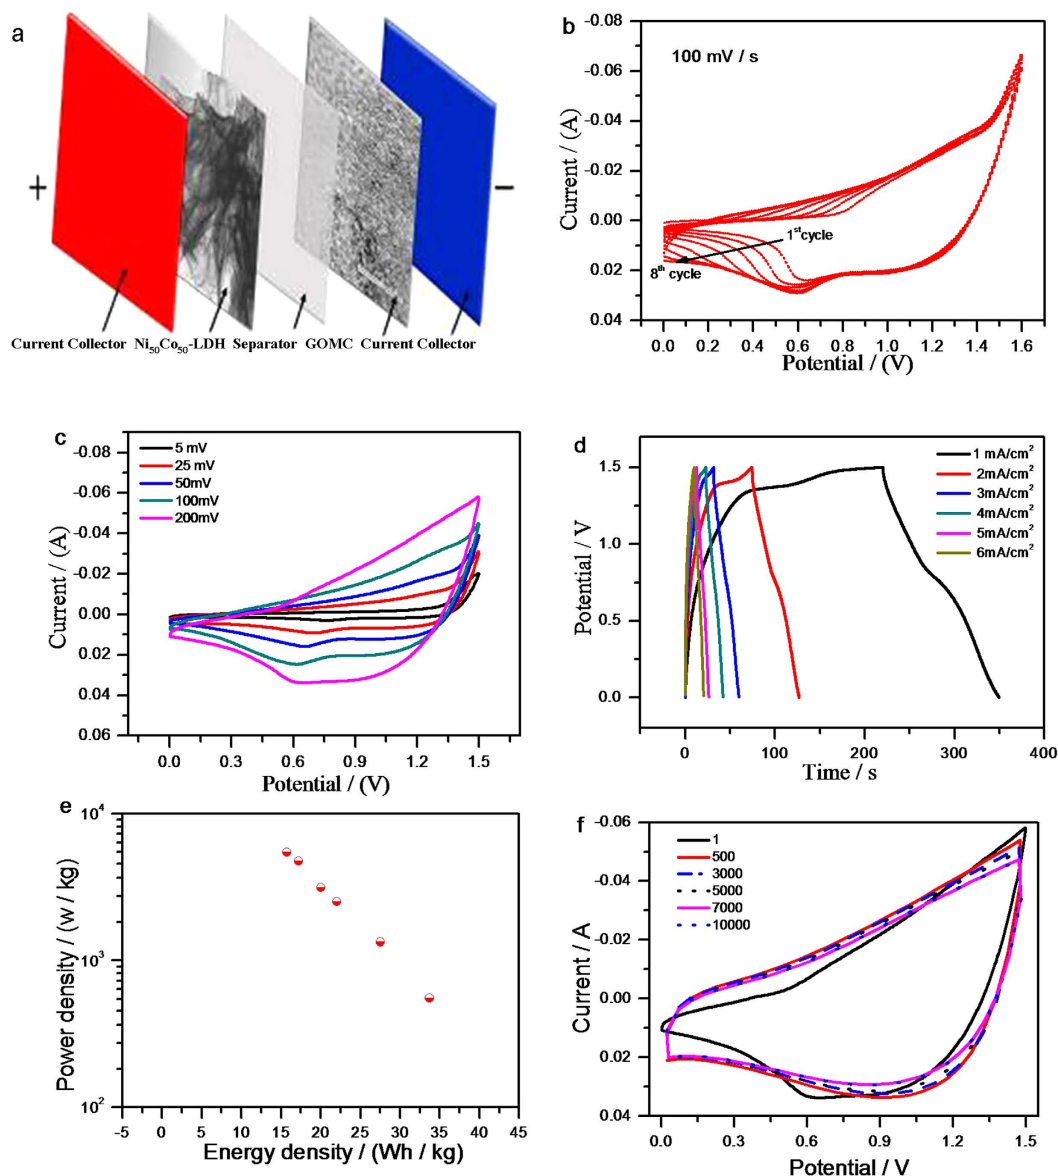 a
+
−
Current Collector Ni₅₀Co₅₀-LDH Separator GOMC Current Collector
b
100 mV / s
1ˢᵗcycle
8ᵗʰ cycle
-0.08
-0.06
-0.04
-0.02
0.00
0.02
0.04
Current / (A)
0.0 0.2 0.4 0.6 0.8 1.0 1.2 1.4 1.6
Potential / (V)
c
5 mV
25 mV
50mV
100mV
200mV
-0.08
-0.06
-0.04
-0.02
0.00
0.02
0.04
0.06
Current / (A)
0.0 0.3 0.6 0.9 1.2 1.5
Potential / (V)
d
1 mA/cm²
2mA/cm²
3mA/cm²
4mA/cm²
5mA/cm²
6mA/cm²
1.5
1.0
0.5
0.0
Potential / V
0 100 200 300 400
Time / s
e
10⁴
10³
10²
Power density / (w / kg)
-5 0 5 10 15 20 25 30 35 40 45
Energy density / (Wh / kg)
f
1
500
3000
5000
7000
10000
-0.06
-0.04
-0.02
0.00
0.02
0.04
Current / A
0.0 0.3 0.6 0.9 1.2 1.5
Potential / V